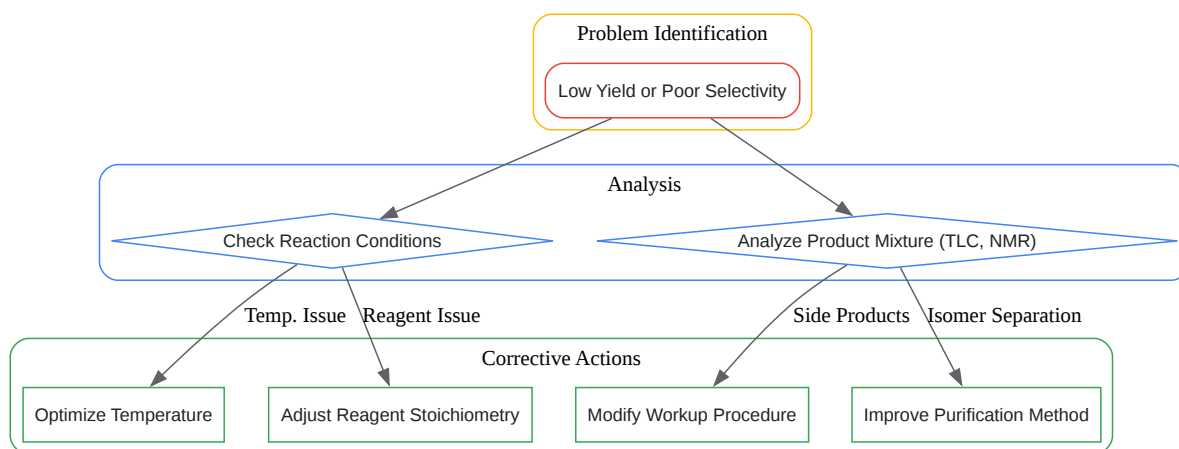 Problem Identification
Low Yield or Poor Selectivity
Analysis
Check Reaction Conditions
Analyze Product Mixture (TLC, NMR)
Temp. Issue
Reagent Issue
Side Products
Isomer Separation
Corrective Actions
Optimize Temperature
Adjust Reagent Stoichiometry
Modify Workup Procedure
Improve Purification Method